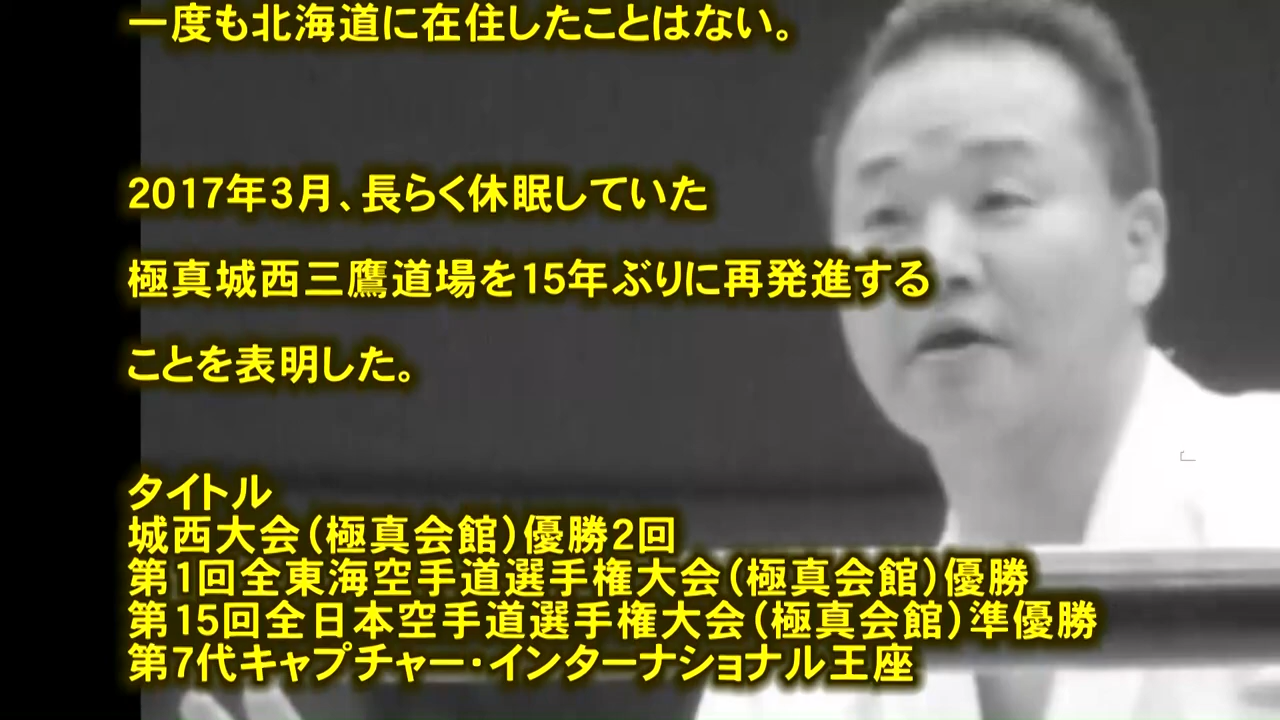 一度も北海道に在住したことはない。
2017年3月、長らく休眠していた
極真城西三鷹道場を15年ぶりに再発進する
ことを表明した。
タイトル
城西大会（極真会館）優勝2回
第1回全東海空手道選手権大会（極真会館）優勝
第15回全日本空手道選手権大会（極真会館）準優勝
第7代キャプチャー・インターナショナル王座